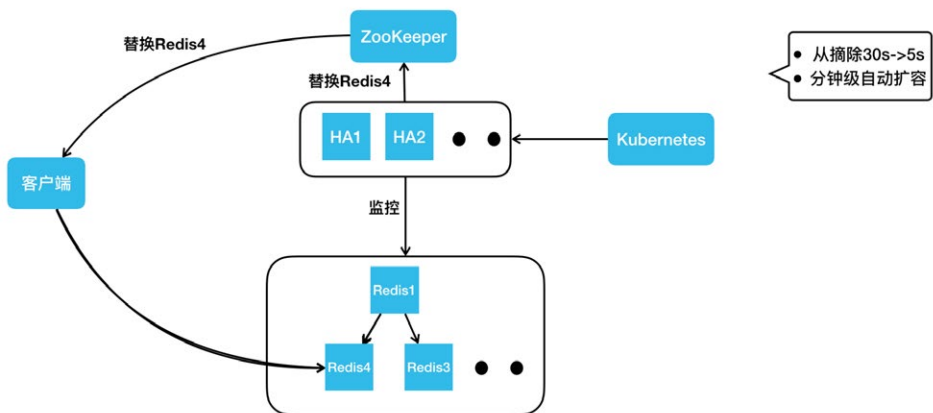 ZooKeeper
替换Redis4
从摘除30s->5s
分钟级自动扩容
替换Redis4
HA1
HA2
Kubernetes
客户端
监控
Redis1
Redis4
Redis3